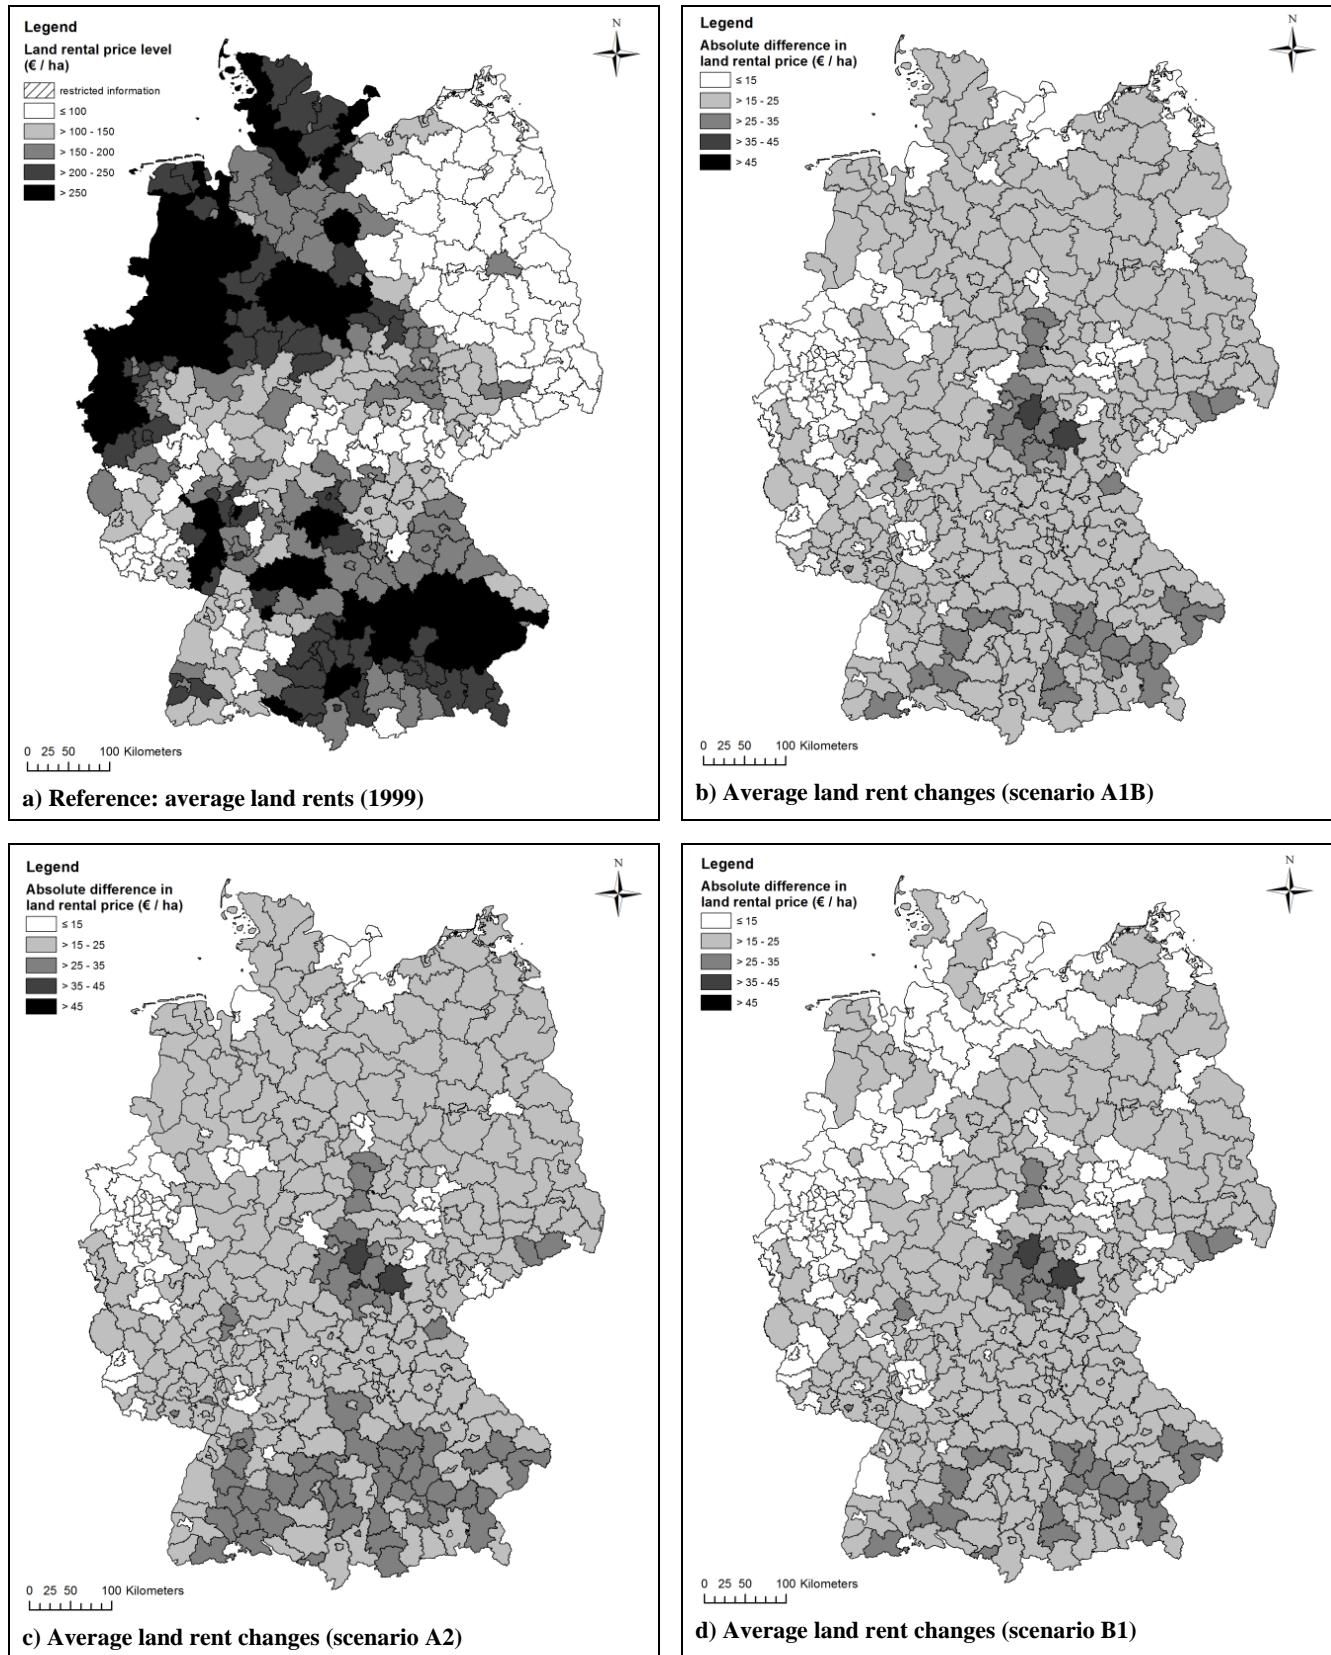 Legend
Land rental price level
(€ / ha)
restricted information
≤ 100
> 100 - 150
> 150 - 200
> 200 - 250
> 250
N
0 25 50 100 Kilometers
a) Reference: average land rents (1999)
Legend
Absolute difference in
land rental price (€ / ha)
≤ 15
> 15 - 25
> 25 - 35
> 35 - 45
> 45
N
0 25 50 100 Kilometers
b) Average land rent changes (scenario A1B)
Legend
Absolute difference in
land rental price (€ / ha)
≤ 15
> 15 - 25
> 25 - 35
> 35 - 45
> 45
N
0 25 50 100 Kilometers
c) Average land rent changes (scenario A2)
Legend
Absolute difference in
land rental price (€ / ha)
≤ 15
> 15 - 25
> 25 - 35
> 35 - 45
> 45
N
0 25 50 100 Kilometers
d) Average land rent changes (scenario B1)